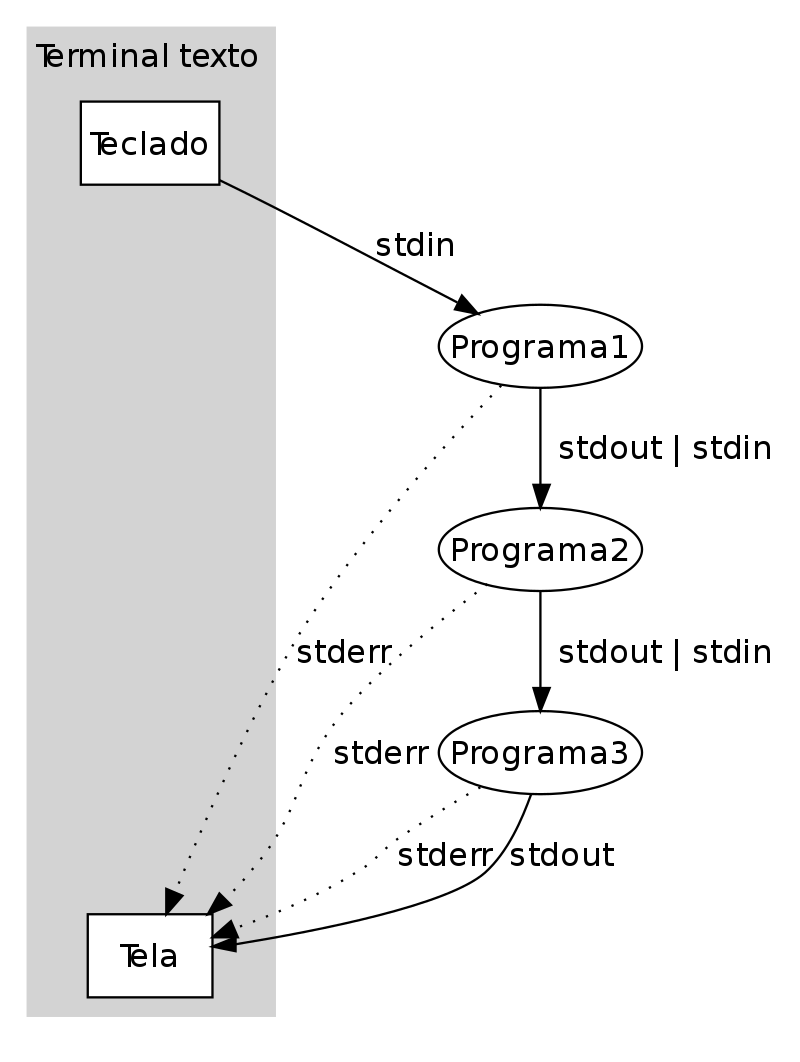 Terminal texto
Teclado
stdin
Programa1
stdout | stdin
Programa2
stderr
stdout | stdin
stderr
Programa3
stderr
stdout
Tela